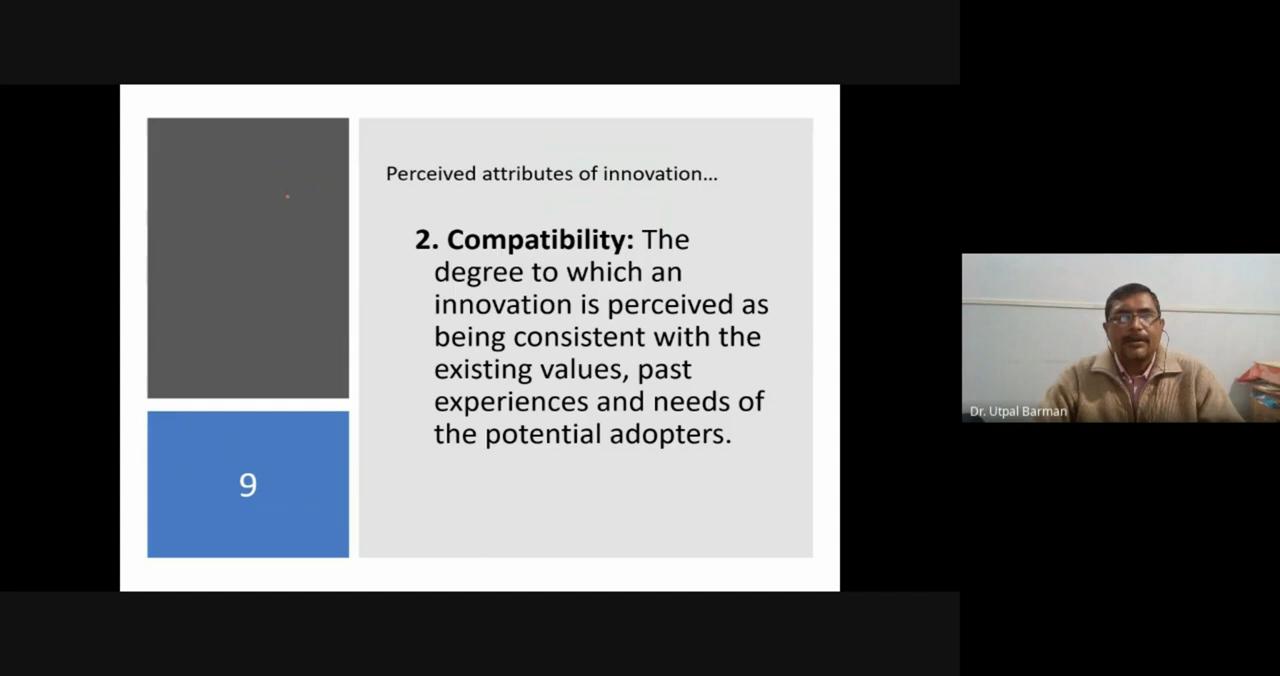 Perceived attributes of innovation...
2. Compatibility: The
degree to which an
innovation is perceived as
being consistent with the
existing values, past
experiences and needs of
the potential adopters.
9
Dr. Utpal Barman